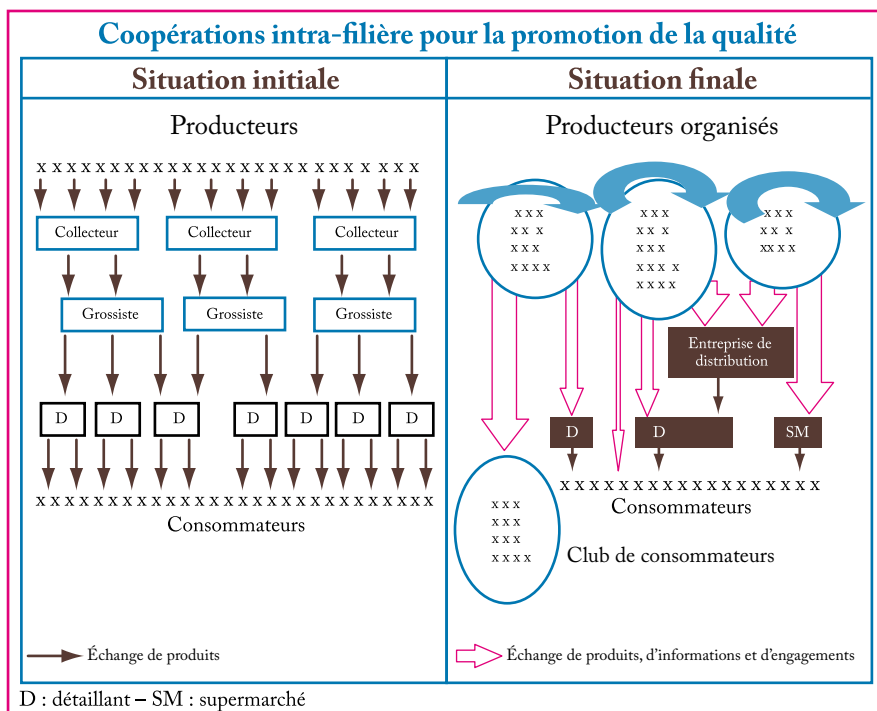 Coopérations intra-filière pour la promotion de la qualité
Situation initiale
Producteurs
x x x x x x x x x x x x x x x x x x x x x
Collecteur Collecteur Collecteur
Grossiste Grossiste Grossiste
D D D D D D D
x x x x x x x x x x x x x x x x x x x x x x x x x x
Consommateurs
Échange de produits
Situation finale
Producteurs organisés
x x x
x x x
x x x
x x x x
x x x
x x x
x x x
x x x x
x x x x
x x x
x x x
xx x x
Entreprise de
distribution
D D SM
x x x x x x x x x x x x x x x x x x
Consommateurs
x x x
x x x
x x x
x x x x
Club de consommateurs
Échange de produits, d'informations et d'engagements
D : détaillant – SM : supermarché